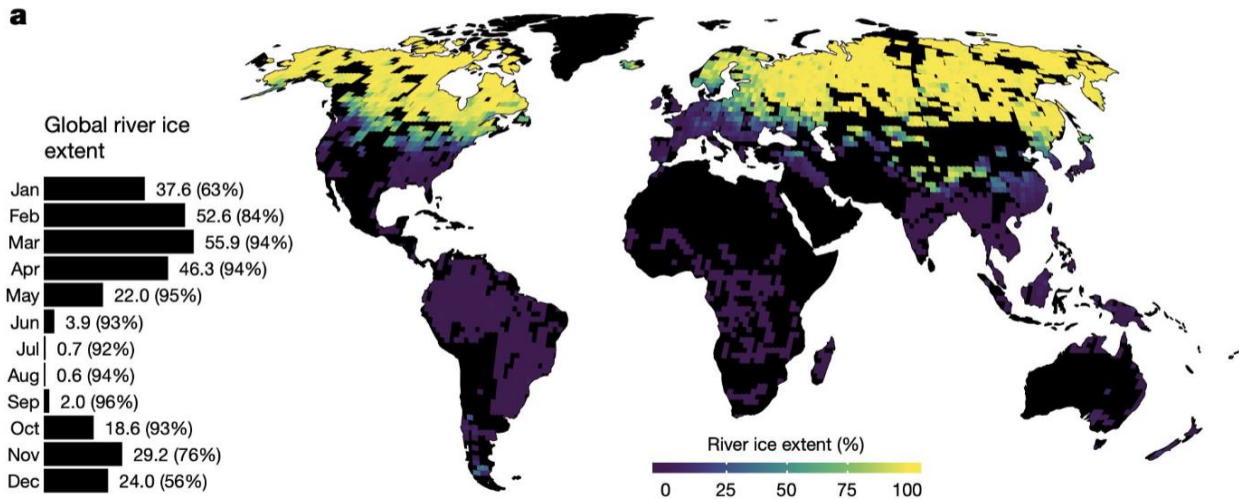 a
Global river ice
extent
Jan 37.6 (63%)
Feb 52.6 (84%)
Mar 55.9 (94%)
Apr 46.3 (94%)
May 22.0 (95%)
Jun 3.9 (93%)
Jul 0.7 (92%)
Aug 0.6 (94%)
Sep 2.0 (96%)
Oct 18.6 (93%)
Nov 29.2 (76%)
Dec 24.0 (56%)
River ice extent (%)
0 25 50 75 100